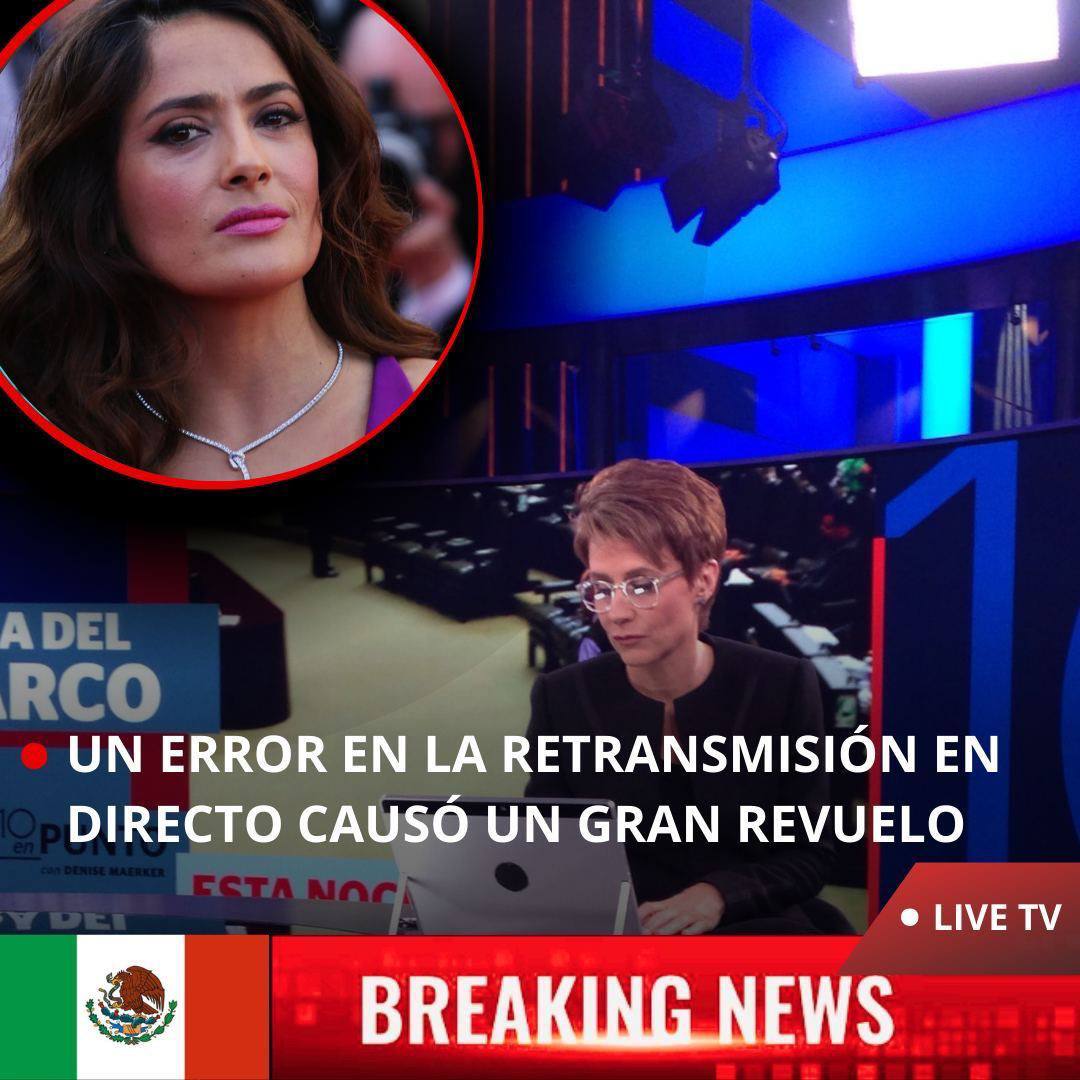 A DEL
ARCO
UN ERROR EN LA RETRANSMISIÓN EN
DIRECTO CAUSÓ UN GRAN REVUELO
10
en PUNTO
con DENISE MAERKER
ESTA NOC
Y DEL
LIVE TV
BREAKING NEWS